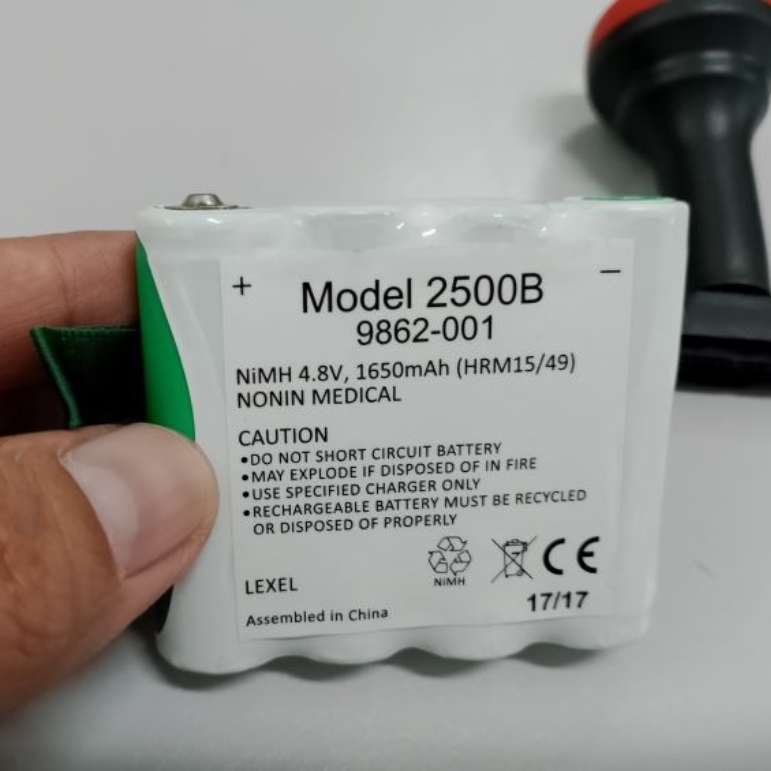 + −
Model 2500B
9862-001
NiMH 4.8V, 1650mAh (HRM15/49)
NONIN MEDICAL
CAUTION
•DO NOT SHORT CIRCUIT BATTERY
•MAY EXPLODE IF DISPOSED OF IN FIRE
•USE SPECIFIED CHARGER ONLY
•RECHARGEABLE BATTERY MUST BE RECYCLED
OR DISPOSED OF PROPERLY
NiMH
CE
LEXEL
17/17
Assembled in China